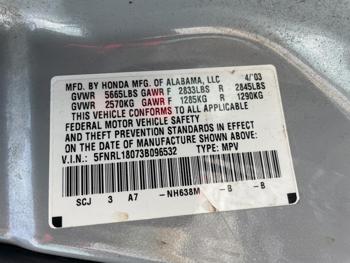 MFD. BY HONDA MFG. OF ALABAMA, LLC 4/'03
GVWR 5665LBS GAWR F 2833LBS R 2845LBS
GVWR 2570KG GAWR F 1285KG R 1290KG
THIS VEHICLE CONFORMS TO ALL APPLICABLE
FEDERAL MOTOR VEHICLE SAFETY
AND THEFT PREVENTION STANDARDS IN EFFECT
ON THE DATE OF MANUFACTURE SHOWN ABOVE.
V.I.N: 5FNRL18073B096532 TYPE: MPV
SCJ 3 A7 -NH638M -B -B